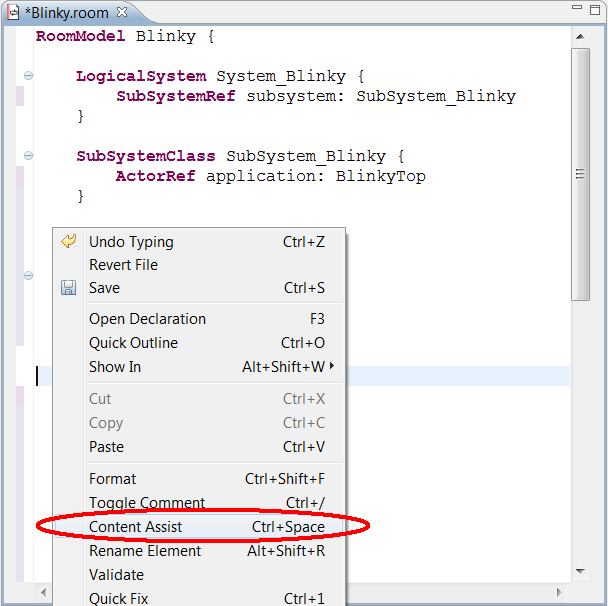 *Blinky.room
RoomModel Blinky {
LogicalSystem System_Blinky {
SubSystemRef subsystem: SubSystem_Blinky
}
SubSystemClass SubSystem_Blinky {
ActorRef application: BlinkyTop
}
Undo Typing Ctrl+Z
Revert File
Save Ctrl+S
Open Declaration F3
Quick Outline Ctrl+O
Show In Alt+Shift+W
Cut Ctrl+X
Copy Ctrl+C
Paste Ctrl+V
Format Ctrl+Shift+F
Toggle Comment Ctrl+/
Content Assist Ctrl+Space
Rename Element Alt+Shift+R
Validate
Quick Fix Ctrl+1